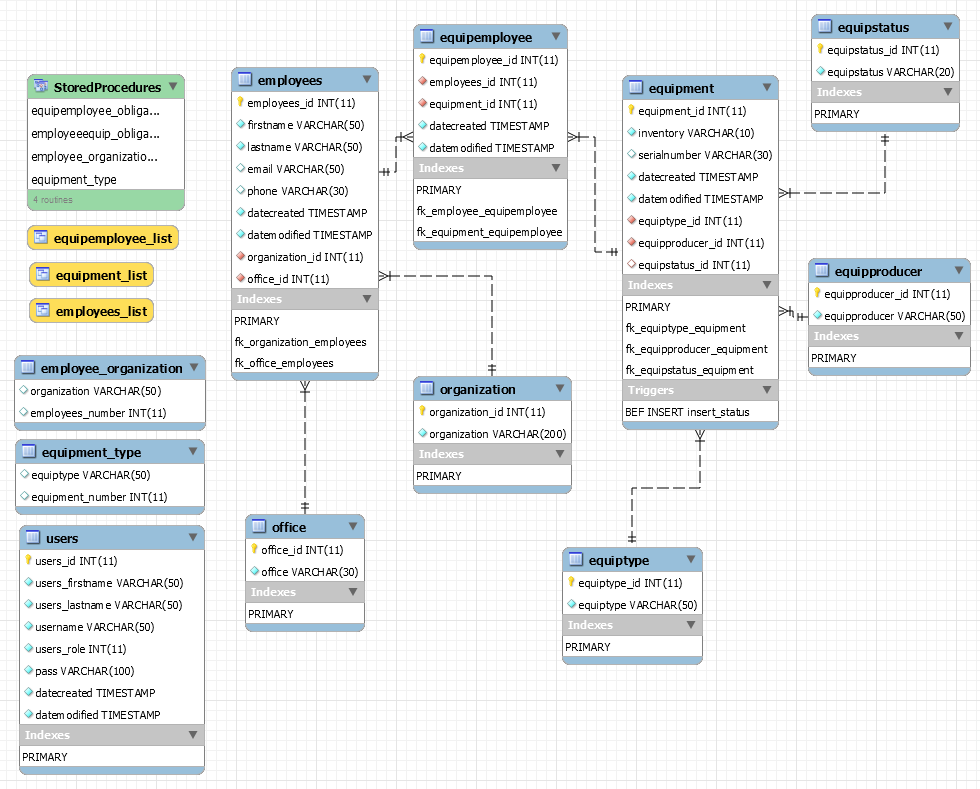 StoredProcedures
equipemployee_obliga...
employeeequip_obliga...
employee_organizatio...
equipment_type
4 routines
equipemployee_list
equipment_list
employees_list
employee_organization
organization VARCHAR(50)
employees_number INT(11)
equipment_type
equiptype VARCHAR(50)
equipment_number INT(11)
users
users_id INT(11)
users_firstname VARCHAR(50)
users_lastname VARCHAR(50)
username VARCHAR(50)
users_role INT(11)
pass VARCHAR(100)
datecreated TIMESTAMP
datemodified TIMESTAMP
Indexes
PRIMARY
employees
employees_id INT(11)
firstname VARCHAR(50)
lastname VARCHAR(50)
email VARCHAR(50)
phone VARCHAR(30)
datecreated TIMESTAMP
datemodified TIMESTAMP
organization_id INT(11)
office_id INT(11)
Indexes
PRIMARY
fk_organization_employees
fk_office_employees
office
office_id INT(11)
office VARCHAR(30)
Indexes
PRIMARY
equipemployee
equipemployee_id INT(11)
employees_id INT(11)
equipment_id INT(11)
datecreated TIMESTAMP
datemodified TIMESTAMP
Indexes
PRIMARY
fk_employee_equipemployee
fk_equipment_equipemployee
organization
organization_id INT(11)
organization VARCHAR(200)
Indexes
PRIMARY
equipment
equipment_id INT(11)
inventory VARCHAR(10)
serialnumber VARCHAR(30)
datecreated TIMESTAMP
datemodified TIMESTAMP
equiptype_id INT(11)
equipproducer_id INT(11)
equipstatus_id INT(11)
Indexes
PRIMARY
fk_equiptype_equipment
fk_equipproducer_equipment
fk_equipstatus_equipment
Triggers
BEF INSERT insert_status
equiptype
equiptype_id INT(11)
equiptype VARCHAR(50)
Indexes
PRIMARY
equipstatus
equipstatus_id INT(11)
equipstatus VARCHAR(20)
Indexes
PRIMARY
equipproducer
equipproducer_id INT(11)
equipproducer VARCHAR(50)
Indexes
PRIMARY